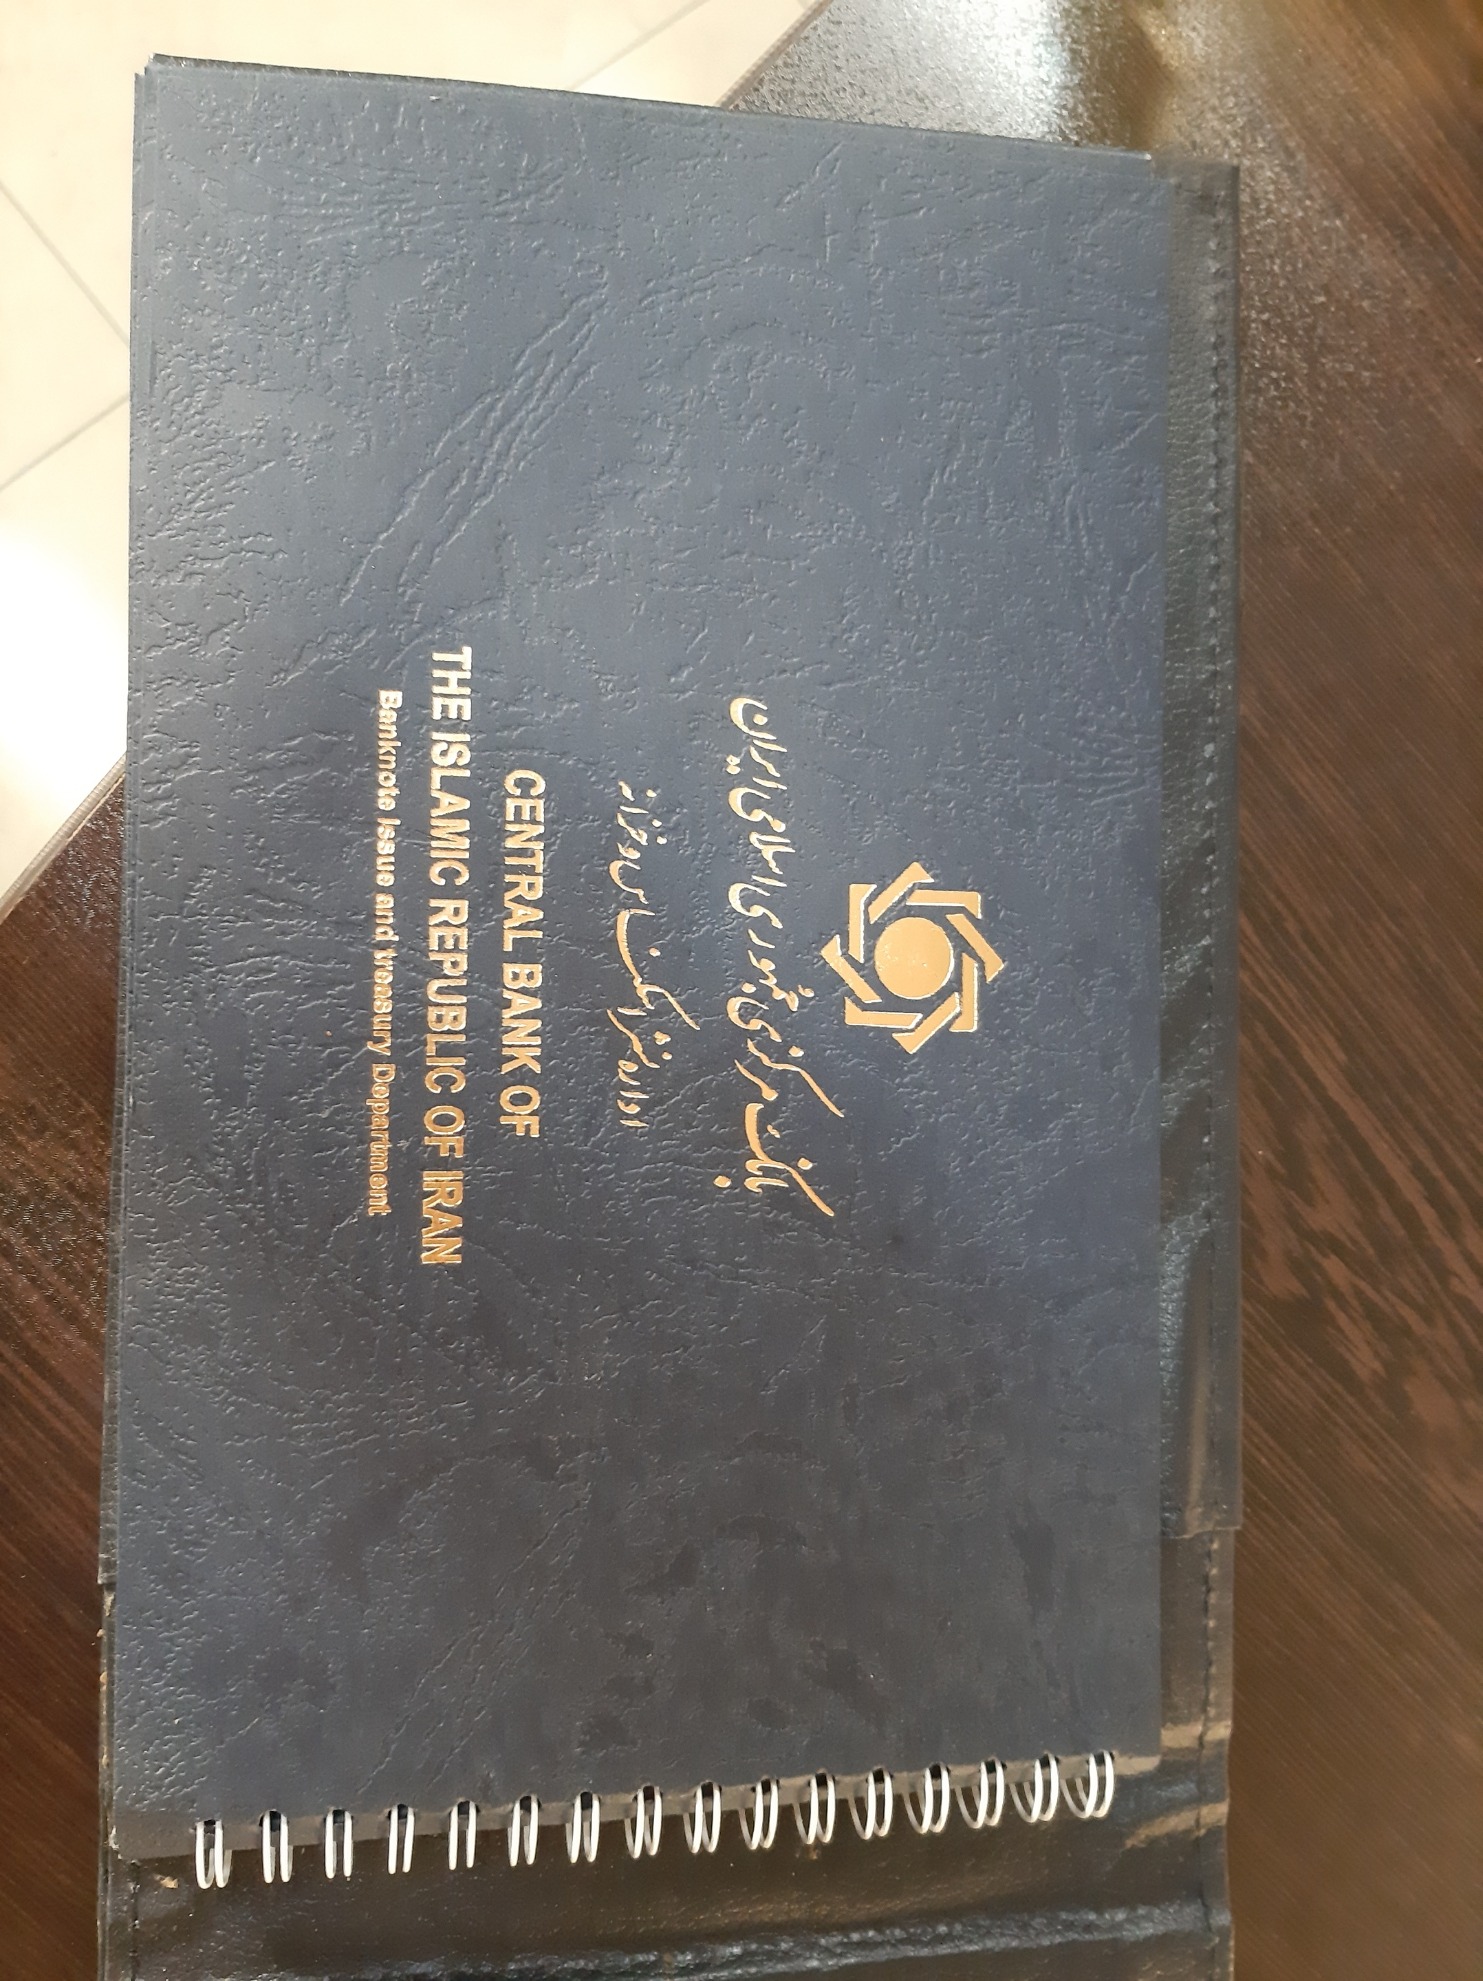 بانک مرکزی جمهوری اسلامی ایران
اداره نشر اسکناس و خزانه
CENTRAL BANK OF
THE ISLAMIC REPUBLIC OF IRAN
Banknote Issue and treasury Department